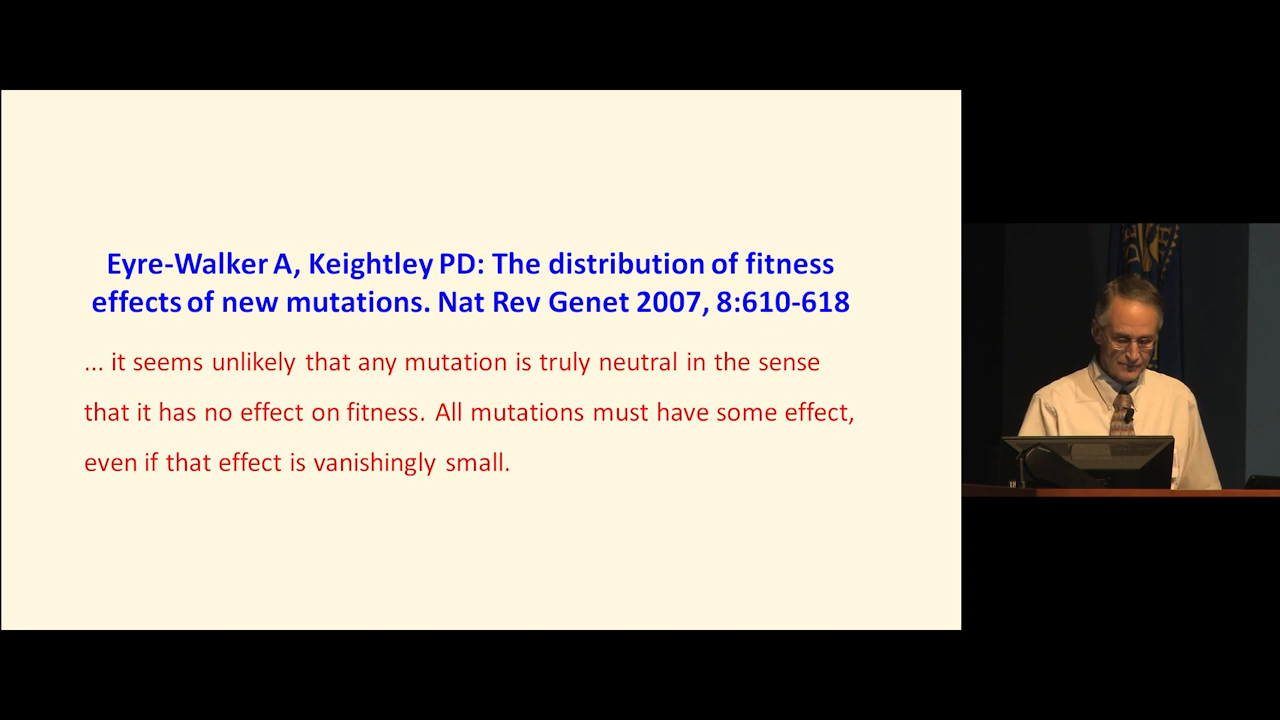 Eyre-Walker A, Keightley PD: The distribution of fitness
effects of new mutations. Nat Rev Genet 2007, 8:610-618
... it seems unlikely that any mutation is truly neutral in the sense
that it has no effect on fitness. All mutations must have some effect,
even if that effect is vanishingly small.